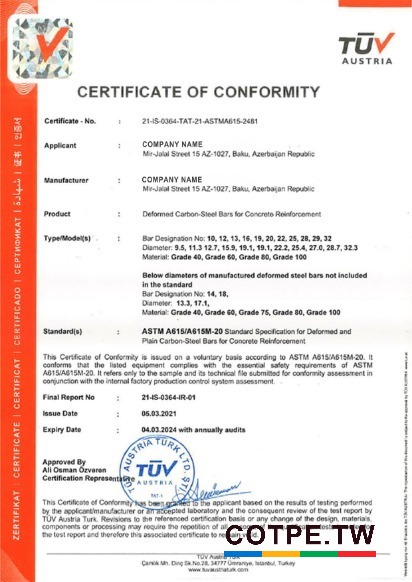 TÜV
AUSTRIA
CERTIFICATE OF CONFORMITY
Certificate - No. : 21-IS-0364-TAT-21-ASTMA615-2481
Applicant : COMPANY NAME
Mir-Jalal Street 15 AZ-1027, Baku, Azerbaijan Republic
Manufacturer : COMPANY NAME
Mir-Jalal Street 15 AZ-1027, Baku, Azerbaijan Republic
Product : Deformed Carbon-Steel Bars for Concrete Reinforcement
Type/Model(s) : Bar Designation No: 10, 12, 13, 16, 19, 20, 22, 25, 28, 29, 32
Diameter: 9.5, 11.3 12.7, 15.9, 19.1, 19.1, 22.2, 25.4, 27.0, 28.7, 32.3
Material: Grade 40, Grade 60, Grade 80, Grade 100
Below diameters of manufactured deformed steel bars not included
in the standard
Bar Designation No: 14, 18,
Diameter: 13.3, 17.1,
Material: Grade 40, Grade 60, Grade 75, Grade 80, Grade 100
Standard(s) : ASTM A615/A615M-20 Standard Specification for Deformed and
Plain Carbon-Steel Bars for Concrete Reinforcement
This Certificate of Conformity is issued on a voluntary basis according to ASTM A615/A615M-20. It
confirms that the listed equipment complies with the essential safety requirements of ASTM
A615/A615M-20. It refers only to the sample and its technical file submitted for conformity assessment in
conjunction with the internal factory production control system assessment.
Final Report No : 21-IS-0364-IR-01
Issue Date : 05.03.2021
Expiry Date : 04.03.2024 with annually audits
Approved By
Ali Osman Özvaren
Certification Representative
TÜV AUSTRIA TURK LTD. ŞTİ.
TÜV
AUSTRIA
TAT-1
This Certificate of Conformity has been granted to the applicant based on the results of testing performed
by the applicant/manufacturer or an accepted laboratory and the consequent review of the test report by
TÜV Austria Turk. Revisions to the referenced certification basis or any change of the design, materials,
components or processing may require the repetition of
associated certificate to remain valid.
COTPE.TW
TÜV Austria Turk
Çamlık Mh. Dinç Sk.No:28, 34777 Ümraniye, Istanbul, Turkey
www.tuvaustriaturk.com
ZERTIFIKAT | CERTIFICATE | CERTIFICAT | CERTIFICADO | СЕРТИФИКАТ | شهادة | 証書 | 인증서